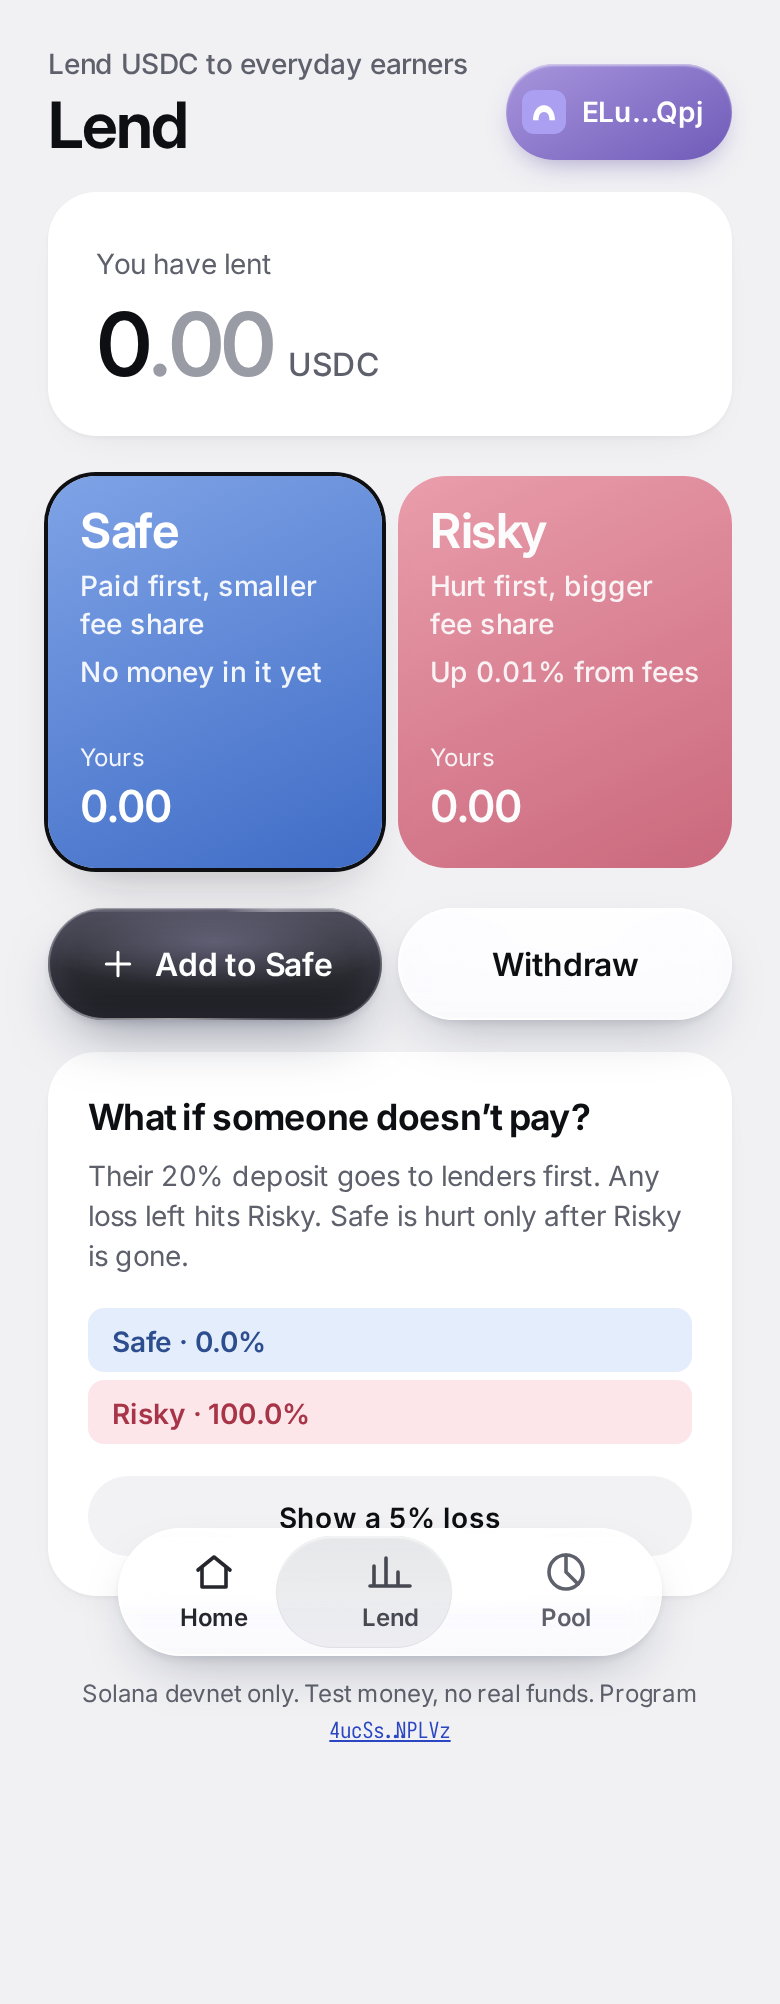 Lend USDC to everyday earners
Lend
ELu...Qpj
You have lent
0.00 USDC
Safe
Paid first, smaller
fee share
No money in it yet
Yours
0.00
Risky
Hurt first, bigger
fee share
Up 0.01% from fees
Yours
0.00
Add to Safe
Withdraw
What if someone doesn’t pay?
Their 20% deposit goes to lenders first. Any
loss left hits Risky. Safe is hurt only after Risky
is gone.
Safe · 0.0%
Risky · 100.0%
Show a 5% loss
Home
Lend
Pool
Solana devnet only. Test money, no real funds. Program
4ucSs…NPLVz